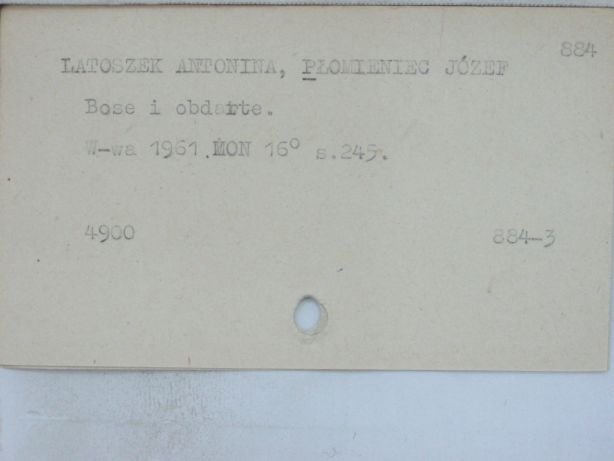 884
LATOSZEK ANTONINA, PŁOMIENIEC JÓZEF
Bose i obdarte.
W-wa 1961.MON 16° s.245.
4900 884-3